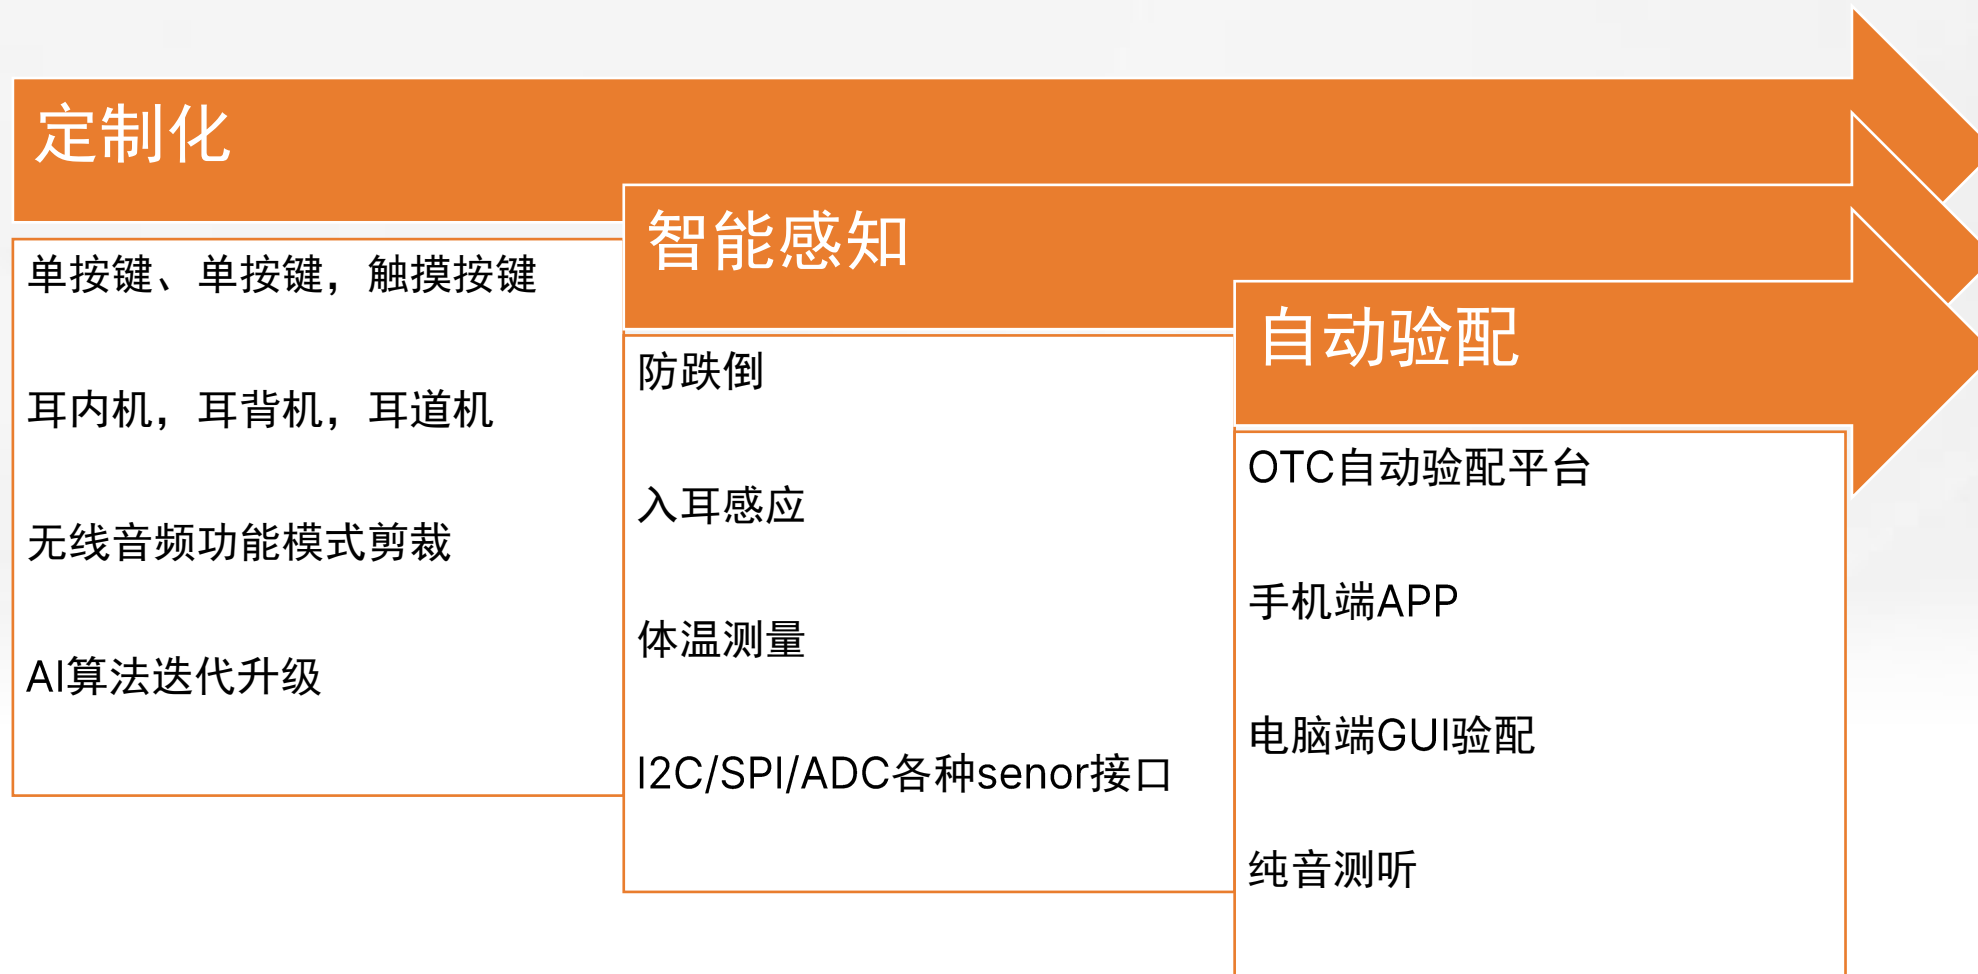 定制化
单按键、单按键，触摸按键
耳内机，耳背机，耳道机
无线音频功能模式剪裁
AI算法迭代升级
智能感知
防跌倒
入耳感应
体温测量
I2C/SPI/ADC各种senor接口
自动验配
OTC自动验配平台
手机端APP
电脑端GUI验配
纯音测听